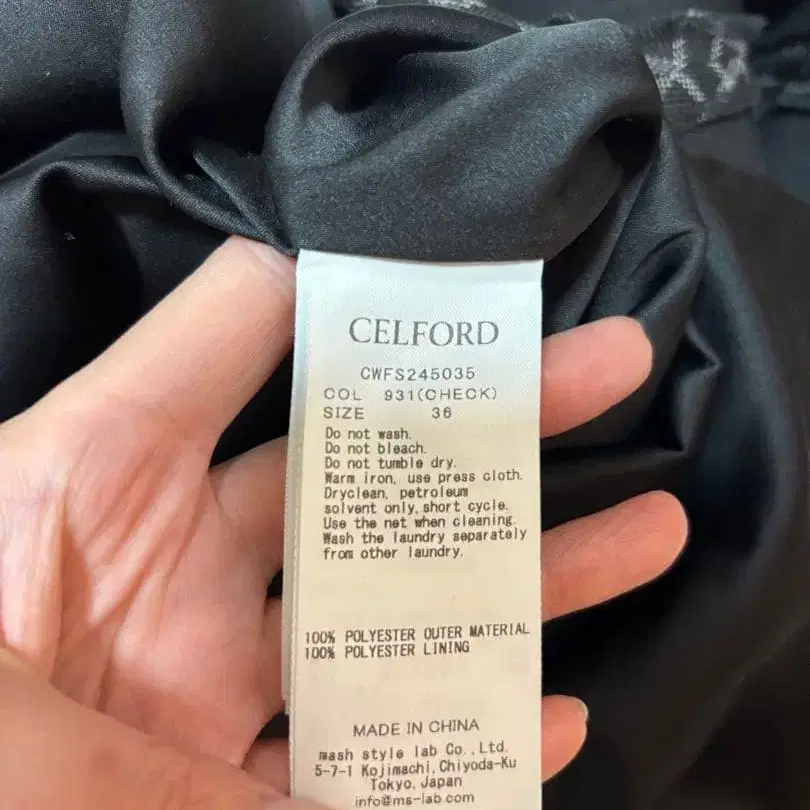 CELFORD
CWFS245035
COL 931(CHECK)
SIZE 36
Do not wash.
Do not bleach.
Do not tumble dry.
Warm iron, use press cloth.
Dryclean, petroleum
solvent only, short cycle.
Use the net when cleaning.
Wash the laundry separately
from other laundry.
100% POLYESTER OUTER MATERIAL
100% POLYESTER LINING
MADE IN CHINA
mash style lab Co.,Ltd.
5-7-1 Kojimachi, Chiyoda-Ku
Tokyo, Japan
info@ms-lab.com